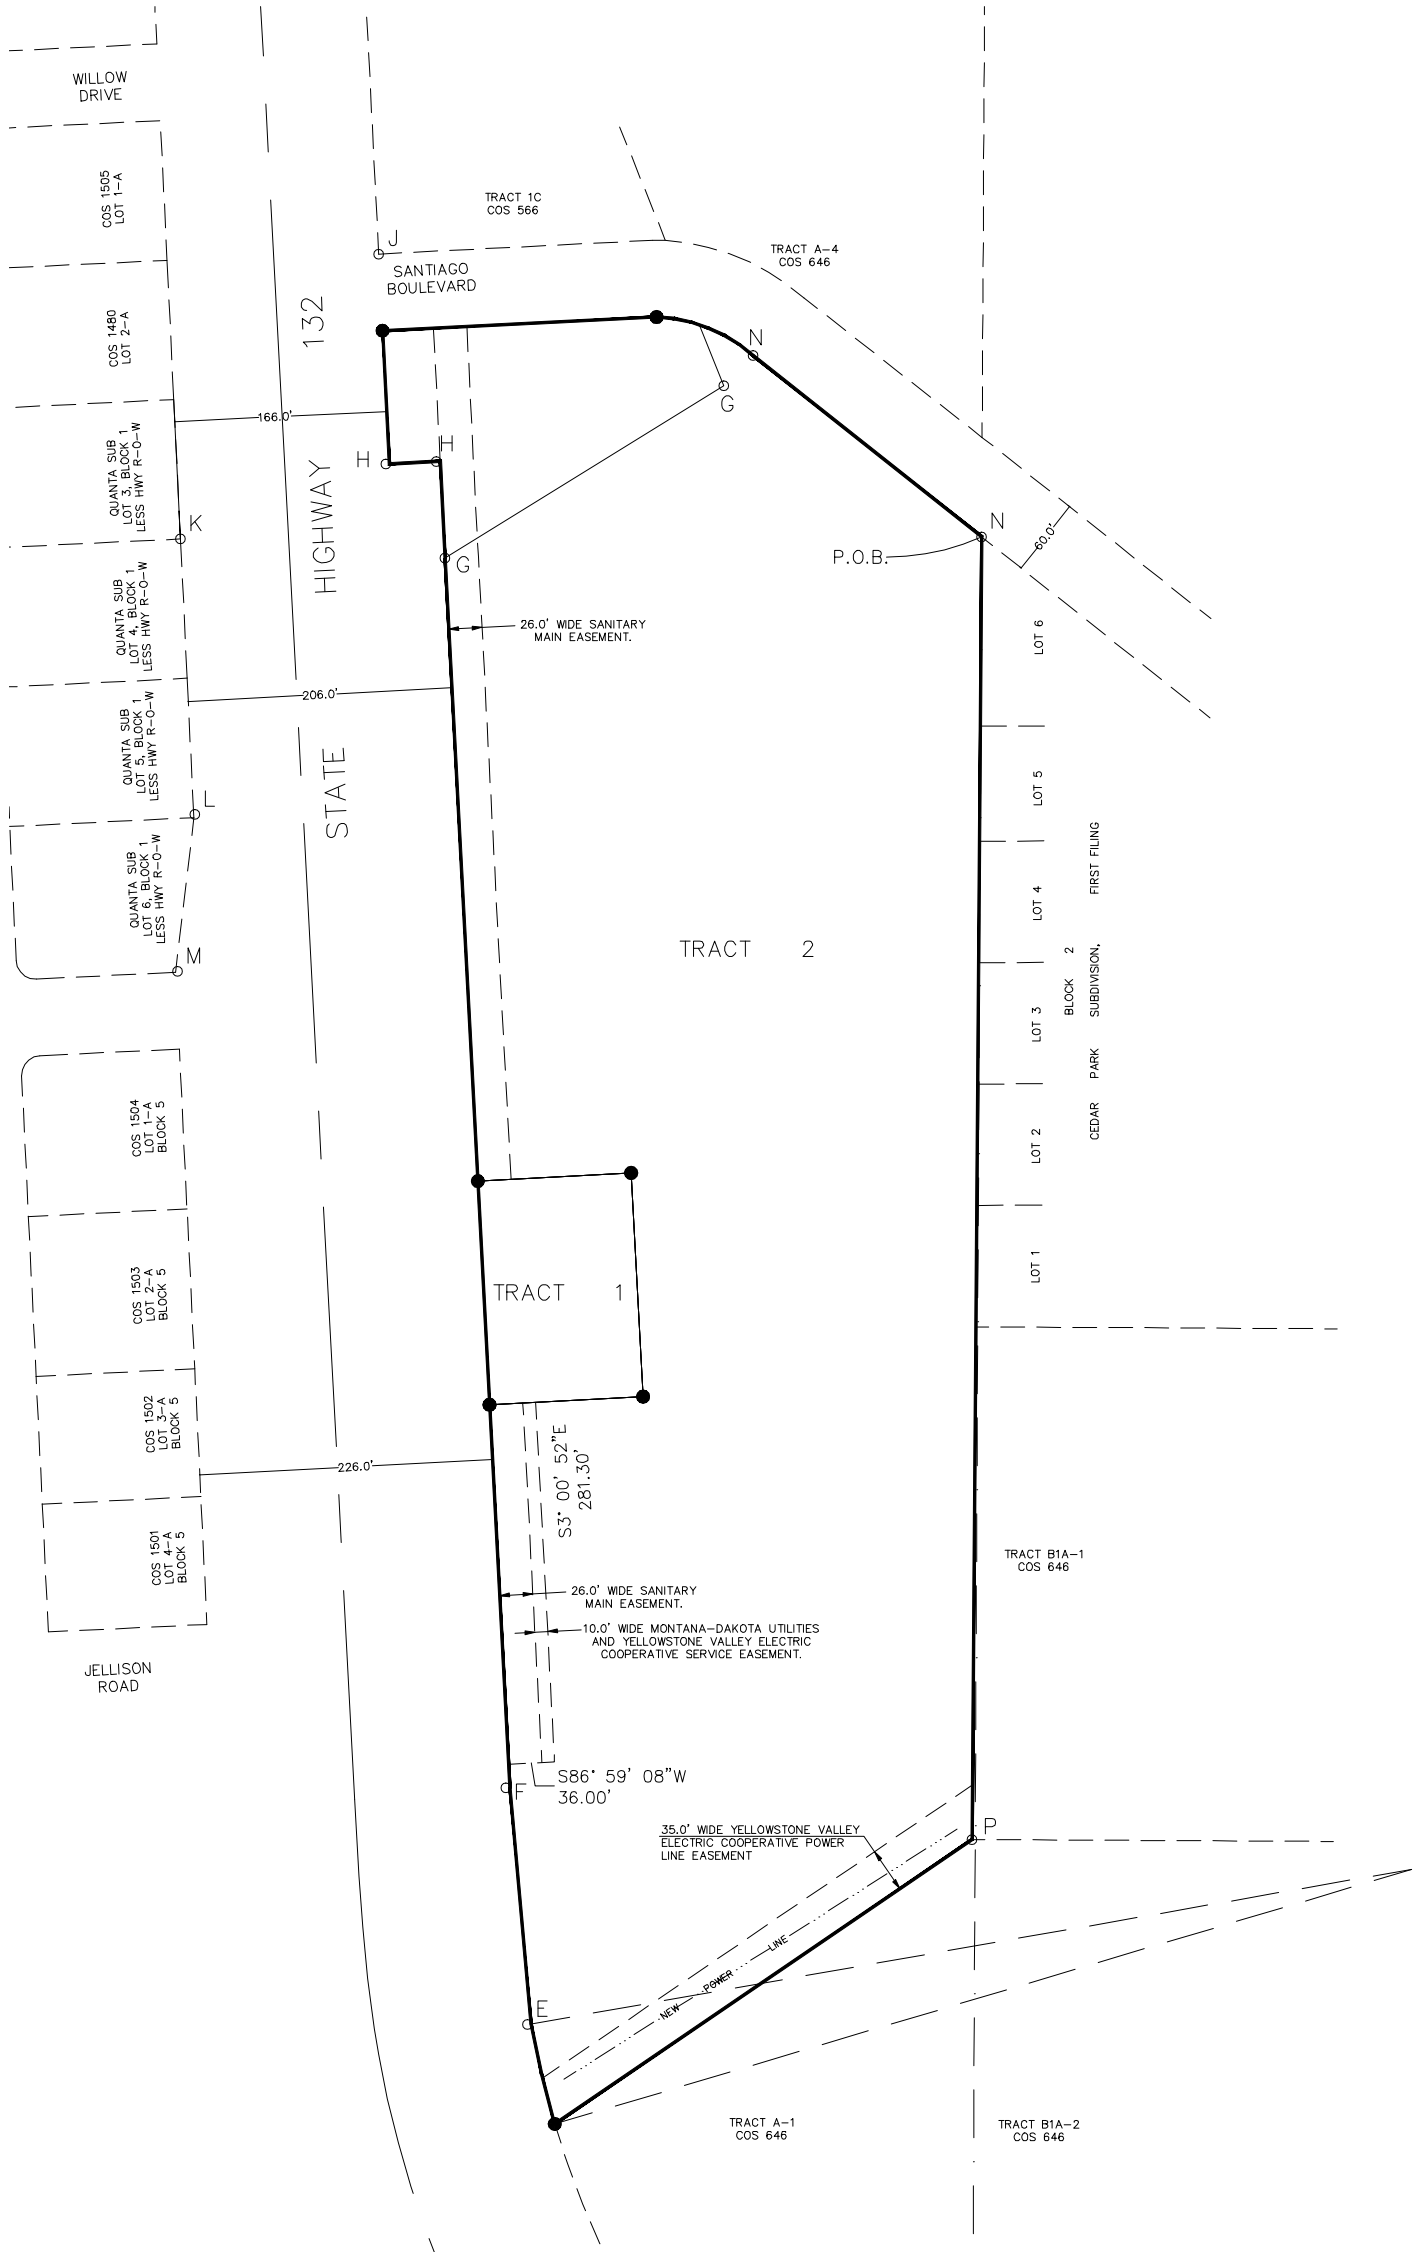 WILLOW
DRIVE
COS 1505
LOT 1-A
TRACT 1C
COS 566
J
TRACT A-4
COS 646
SANTIAGO
BOULEVARD
COS 1480
LOT 2-A
132
N
G
166.0'
H
H
QUANTA SUB
LOT 3, BLOCK 1
LESS HWY R-O-W
K
HIGHWAY
G
N
P.O.B.
60.0'
QUANTA SUB
LOT 4, BLOCK 1
LESS HWY R-O-W
26.0' WIDE SANITARY
MAIN EASEMENT.
LOT 6
206.0'
QUANTA SUB
LOT 5, BLOCK 1
LESS HWY R-O-W
STATE
L
LOT 5
QUANTA SUB
LOT 6, BLOCK 1
LESS HWY R-O-W
M
TRACT 2
LOT 4
LOT 3
BLOCK 2
CEDAR PARK SUBDIVISION, FIRST FILING
COS 1504
LOT 1-A
BLOCK 5
LOT 2
COS 1503
LOT 2-A
BLOCK 5
TRACT 1
LOT 1
COS 1502
LOT 3-A
BLOCK 5
226.0'
S3° 00' 52"E
281.30'
COS 1501
LOT 4-A
BLOCK 5
TRACT B1A-1
COS 646
26.0' WIDE SANITARY
MAIN EASEMENT.
10.0' WIDE MONTANA-DAKOTA UTILITIES
AND YELLOWSTONE VALLEY ELECTRIC
COOPERATIVE SERVICE EASEMENT.
JELLISON
ROAD
F
S86° 59' 08"W
36.00'
35.0' WIDE YELLOWSTONE VALLEY
ELECTRIC COOPERATIVE POWER
LINE EASEMENT
P
NEW POWER LINE
E
TRACT A-1
COS 646
TRACT B1A-2
COS 646